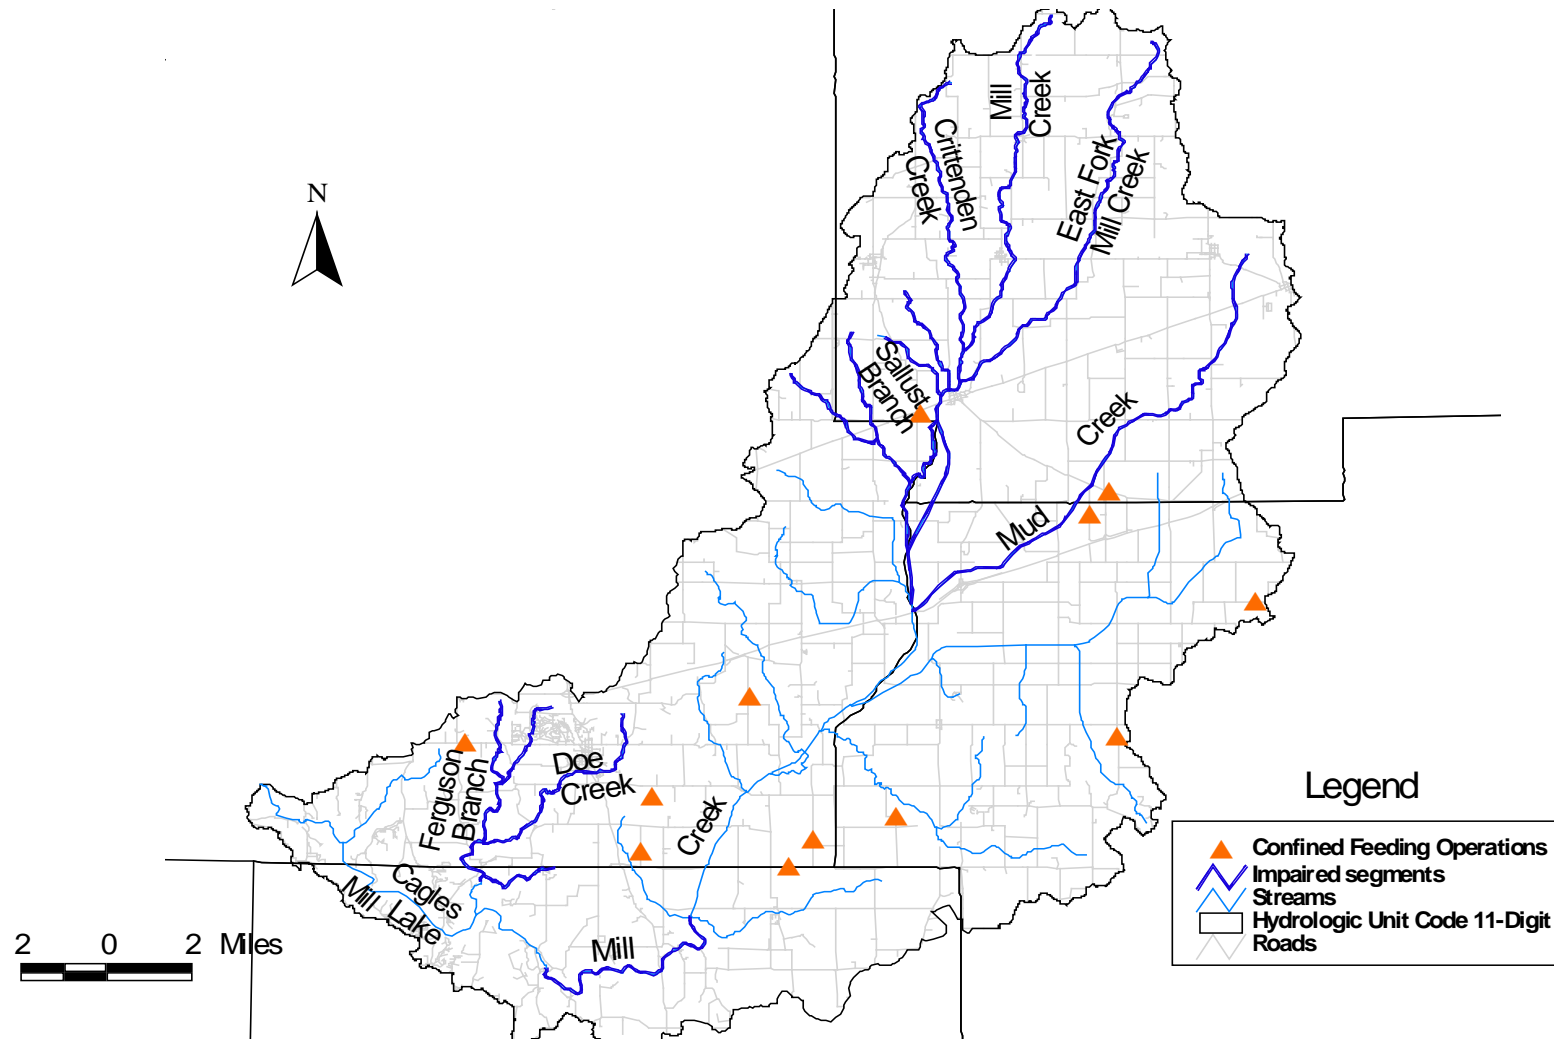 N
Mill
Creek
Crittenden
Creek
East Fork
Mill Creek
Sallust
Branch
Creek
Mud
Doe
Creek
Ferguson
Branch
Creek
Cagles
Mill Lake
Mill
2 0 2 Miles
Legend
Confined Feeding Operations
Impaired segments
Streams
Hydrologic Unit Code 11-Digit
Roads